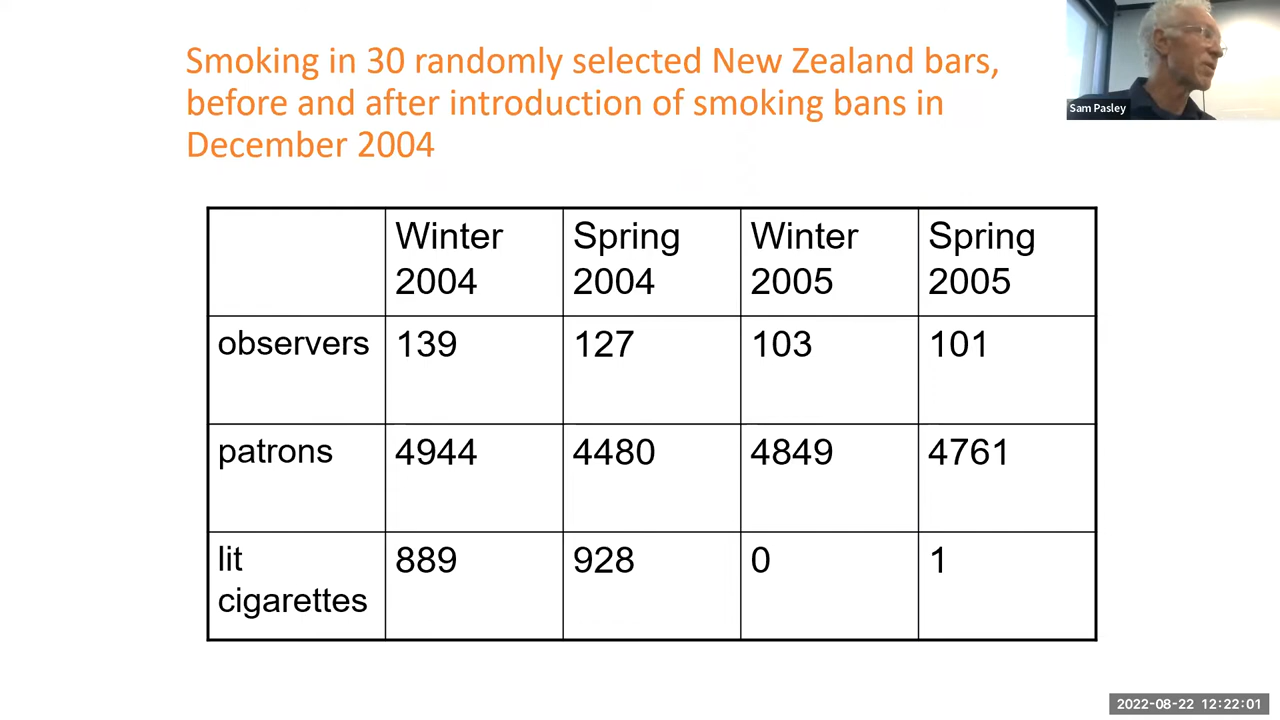 Smoking in 30 randomly selected New Zealand bars,
before and after introduction of smoking bans in
December 2004
Sam Pasley
Winter 2004 Spring 2004 Winter 2005 Spring 2005
observers 139 127 103 101
patrons 4944 4480 4849 4761
lit cigarettes 889 928 0 1
2022-08-22 12:22:01